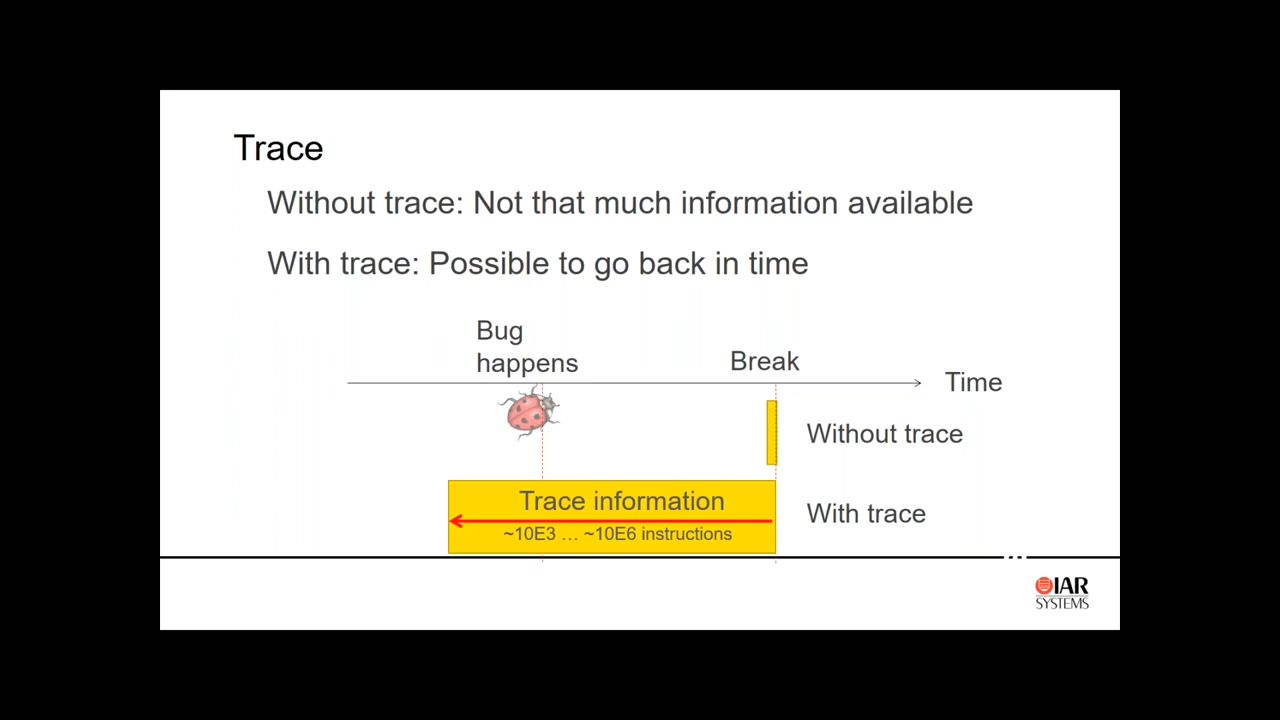 Trace
Without trace: Not that much information available
With trace: Possible to go back in time
Bug
happens
Break
Time
Without trace
Trace information
~10E3 … ~10E6 instructions
With trace
IAR
SYSTEMS